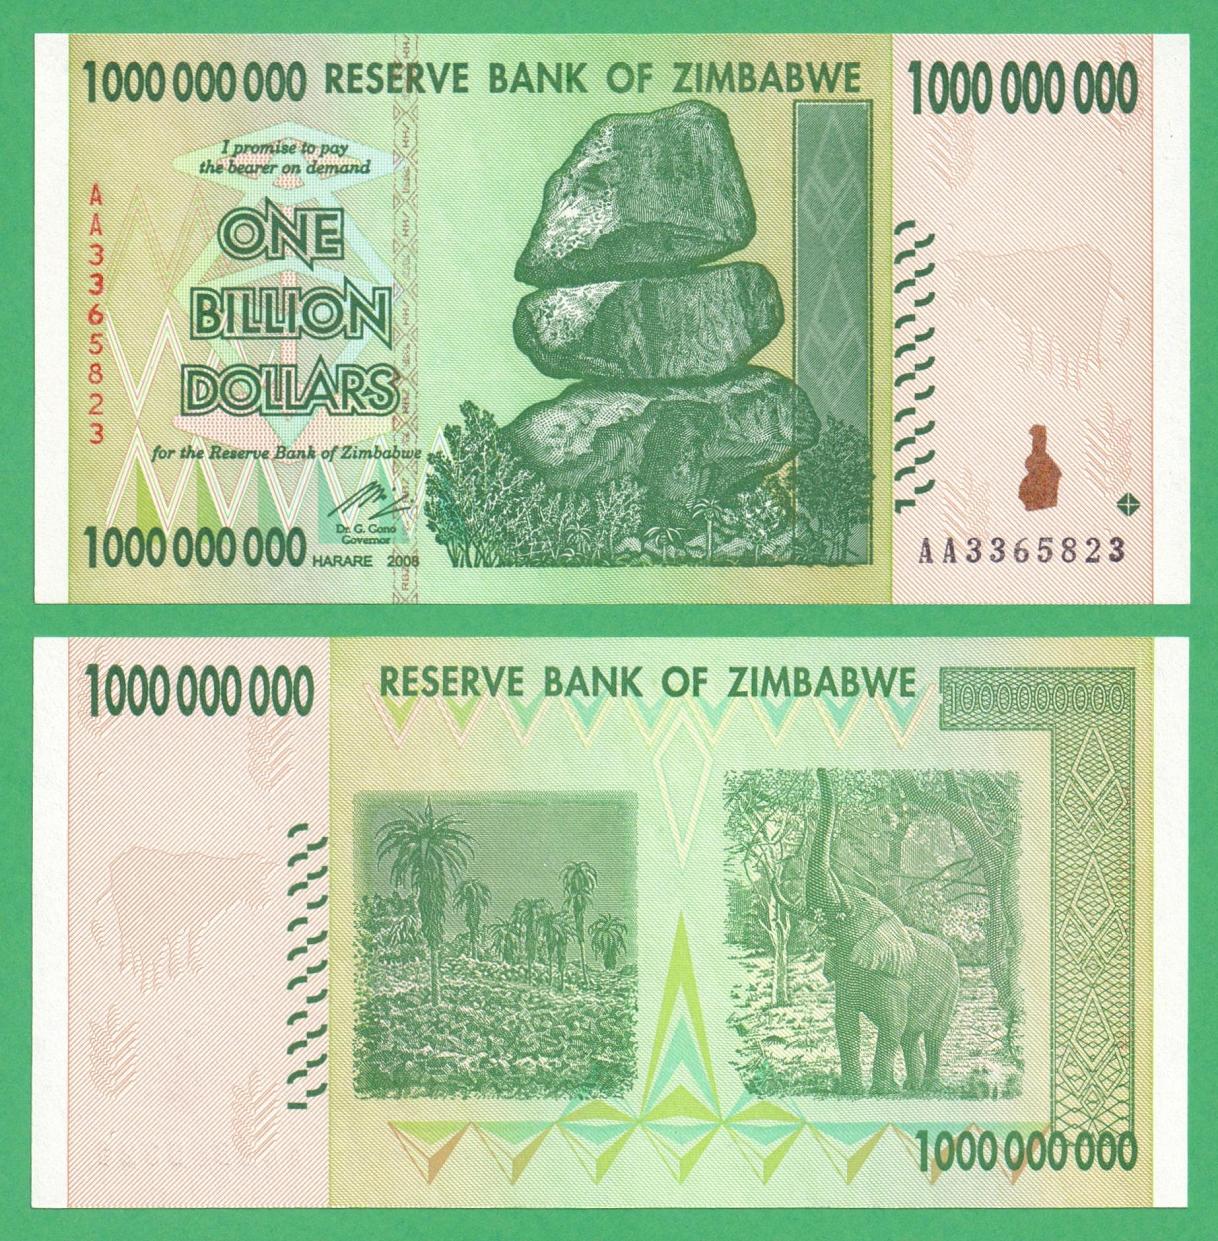 1000 000 000 RESERVE BANK OF ZIMBABWE 1000 000 000
I promise to pay
the bearer on demand
AA3365823
ONE
BILLION
DOLLARS
for the Reserve Bank of Zimbabwe
Dr. G. Gono
Governor
1000 000 000 HARARE 2008
AA3365823
1000 000 000 RESERVE BANK OF ZIMBABWE 1000000000
1000 000 000